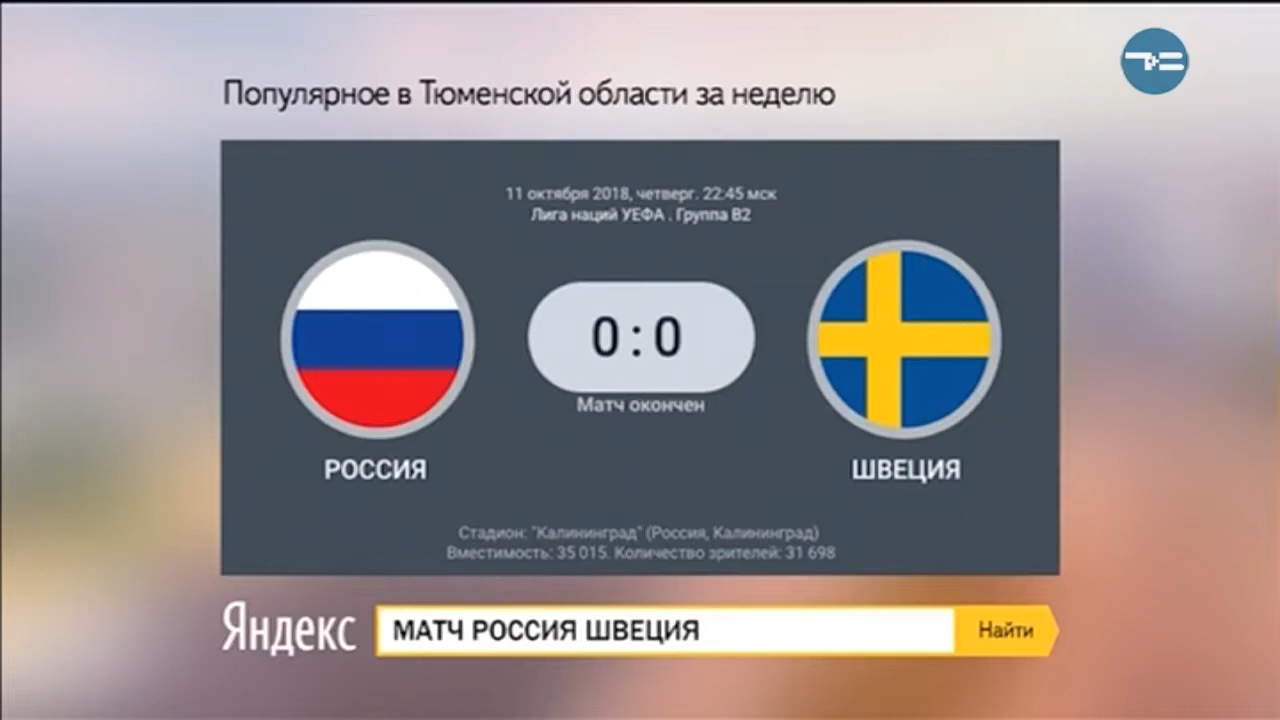 Популярное в Тюменской области за неделю
11 октября 2018, четверг. 22:45 мск
Лига наций УЕФА . Группа B2
0 : 0
Матч окончен
РОССИЯ
ШВЕЦИЯ
Стадион: "Калининград" (Россия, Калининград)
Вместимость: 35 015. Количество зрителей: 31 698
Яндекс
МАТЧ РОССИЯ ШВЕЦИЯ
Найти